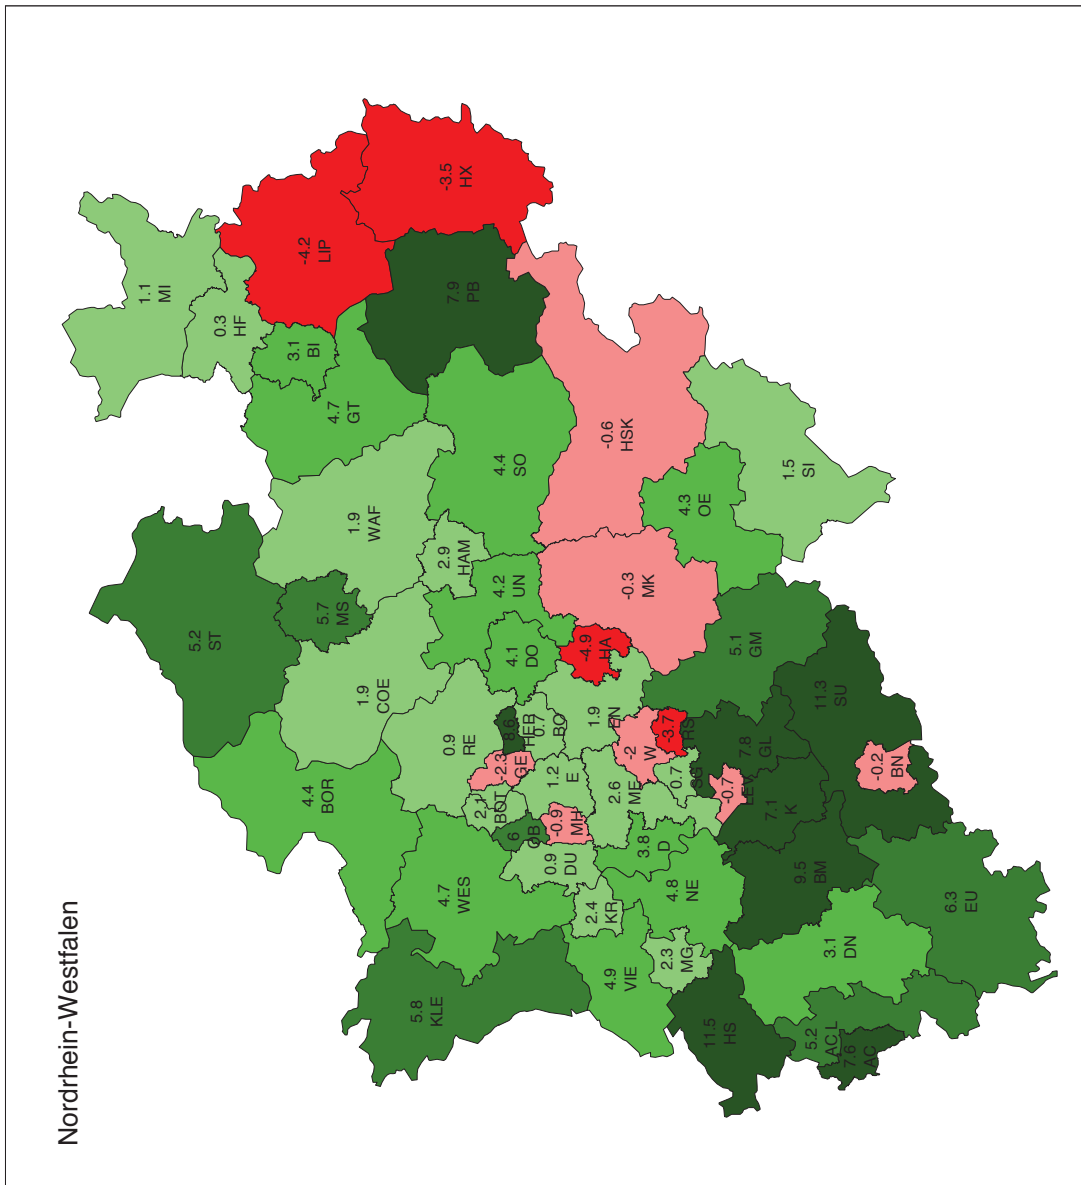 Nordrhein-Westfalen
1.1
MI
0.3
HF
-4.2
LIP
-3.5
HX
3.1
BI
4.7
GT
7.9
PB
5.2
ST
5.7
MS
1.9
WAF
1.9
COE
4.4
BOR
2.9
HAM
4.4
SO
4.2
UN
4.1
DO
0.9
RE
8.6
HER
0.7
BO
-2.3
GE
2.1
BOT
6
OB
1.2
E
-0.9
MH
0.9
DU
4.7
WES
5.8
KLE
2.4
KR
4.9
VIE
2.3
MG
4.8
NE
3.8
D
2.6
ME
-2
W
1.9
EN
-4.9
HA
-0.3
MK
-0.6
HSK
4.3
OE
1.5
SI
-3.7
RS
0.7
SG
-0.7
LEV
5.1
GM
7.8
GL
7.1
K
11.3
SU
-0.2
BN
9.5
BM
6.3
EU
3.1
DN
11.5
HS
5.2
AC L
7.6
AC